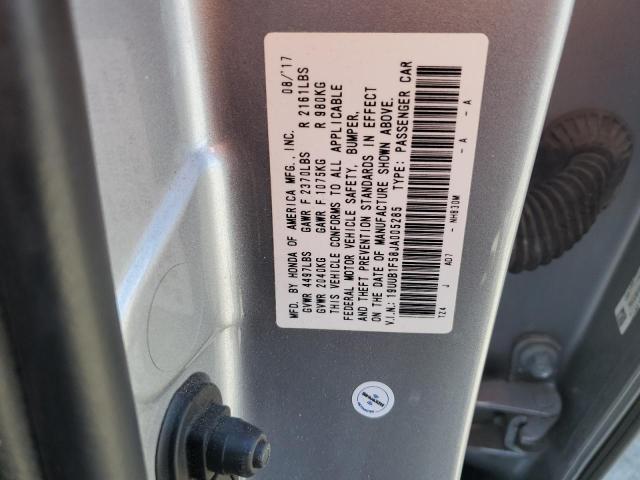 MFD. BY HONDA OF AMERICA MFG., INC. 08/'17
GVWR 4497LBS GAWR F 2370LBS R 2161LBS
GVWR 2040KG GAWR F 1075KG R 980KG
THIS VEHICLE CONFORMS TO ALL APPLICABLE
FEDERAL MOTOR VEHICLE SAFETY, BUMPER,
AND THEFT PREVENTION STANDARDS IN EFFECT
ON THE DATE OF MANUFACTURE SHOWN ABOVE.
V.I.N.: 19UUB1F58JA005285 TYPE: PASSENGER CAR
TZ4 J A07 - NH830M - A - A